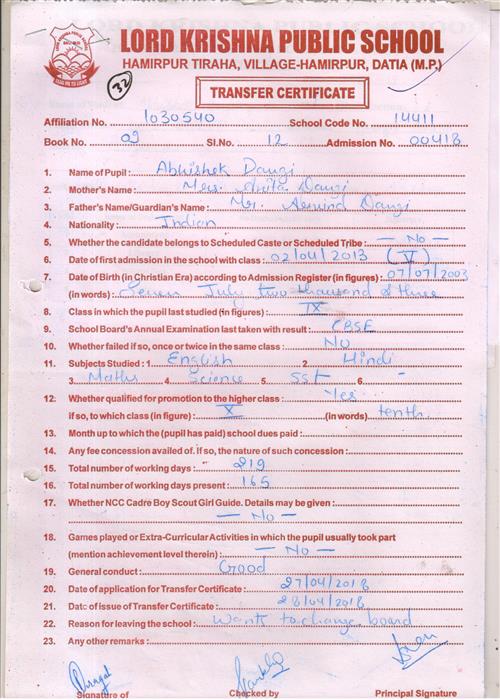 LORD KRISHNA PUBLIC SCHOOL
HAMIRPUR TIRAHA, VILLAGE-HAMIRPUR, DATIA (M.P.)
32
TRANSFER CERTIFICATE
Affiliation No. 1030540 School Code No. 14411
Book No. 09 Sl.No. 12 Admission No. 00418
1. Name of Pupil : Abhishek Dangi
2. Mother's Name : Mrs. Anita Dangi
3. Father's Name/Guardian's Name : Mr. Arvind Dangi
4. Nationality : Indian
5. Whether the candidate belongs to Scheduled Caste or Scheduled Tribe : – No –
6. Date of first admission in the school with class : 02/04/2013 (V)
7. Date of Birth (in Christian Era) according to Admission Register (in figures) : 07/07/2003
(in words) : Seven July two thousand & three
8. Class in which the pupil last studied (in figures) : IX
9. School Board's Annual Examination last taken with result : CBSE
10. Whether failed if so, once or twice in the same class : No
11. Subjects Studied : 1 English 2 Hindi
3. Maths 4. Science 5. SSt 6. -
12. Whether qualified for promotion to the higher class : Yes
if so, to which class (in figure) : X (in words) tenth
13. Month up to which the (pupil has paid) school dues paid :
14. Any fee concession availed of. If so, the nature of such concession :
15. Total number of working days : 219
16. Total number of working days present : 165
17. Whether NCC Cadre Boy Scout Girl Guide. Details may be given :
– No –
18. Games played or Extra-Curricular Activities in which the pupil usually took part
(mention achievement level therein) : – No –
19. General conduct : Good
20. Date of application for Transfer Certificate : 27/04/2018
21. Date of issue of Transfer Certificate : 28/04/2018
22. Reason for leaving the school : Wants to change board
23. Any other remarks :
Signature of Checked by Principal Signature